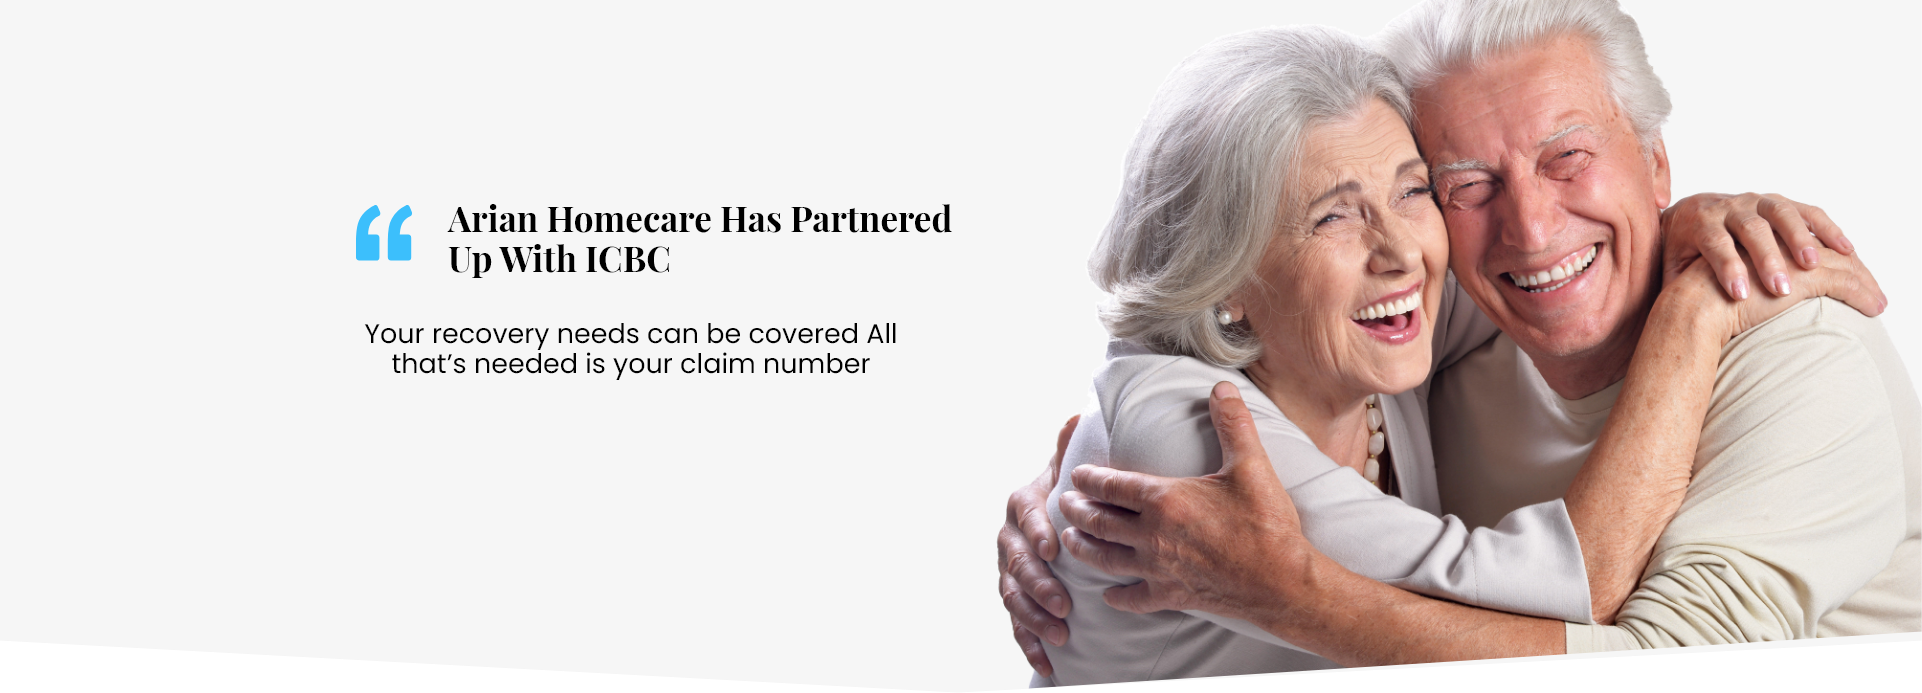 Arian Homecare Has Partnered
Up With ICBC
Your recovery needs can be covered All
that’s needed is your claim number